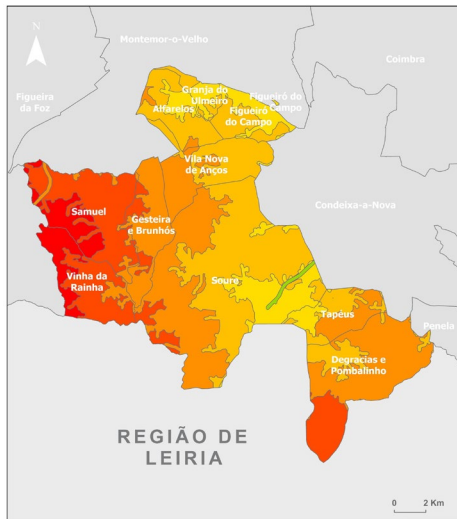 N
Montemor-o-Velho
Coimbra
Figueira
da Foz
Granja do
Ulmeiro
Alfarelos
Figueiró do
Campo
Figueiró
do Campo
Vila Nova
de Anços
Condeixa-a-Nova
Samuel
Gesteira
e Brunhós
Vinha da
Rainha
Soure
Tapéus
Penela
Degracias e
Pombalinho
REGIÃO DE
LEIRIA
0 2 Km